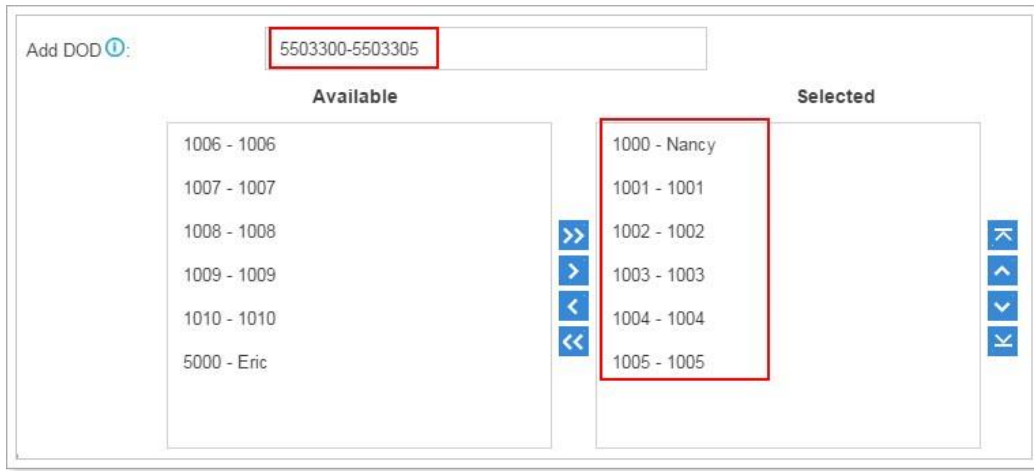 Add DOD ⓘ: 5503300-5503305
Available
Selected
1006 - 1006
1007 - 1007
1008 - 1008
1009 - 1009
1010 - 1010
5000 - Eric
1000 - Nancy
1001 - 1001
1002 - 1002
1003 - 1003
1004 - 1004
1005 - 1005